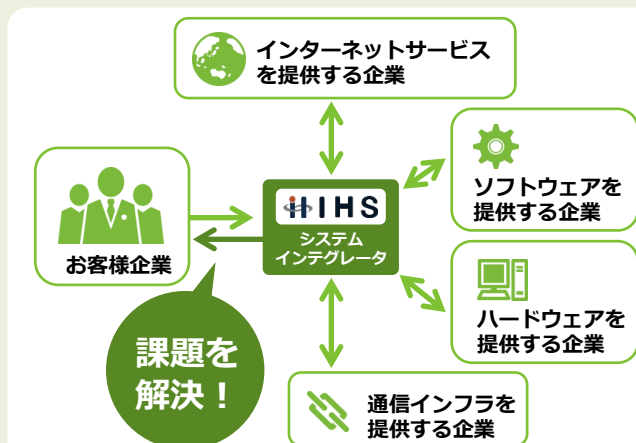 インターネットサービス
を提供する企業
ソフトウェアを
提供する企業
お客様企業
IHS
システム
インテグレータ
ハードウェアを
提供する企業
課題を
解決！
通信インフラを
提供する企業